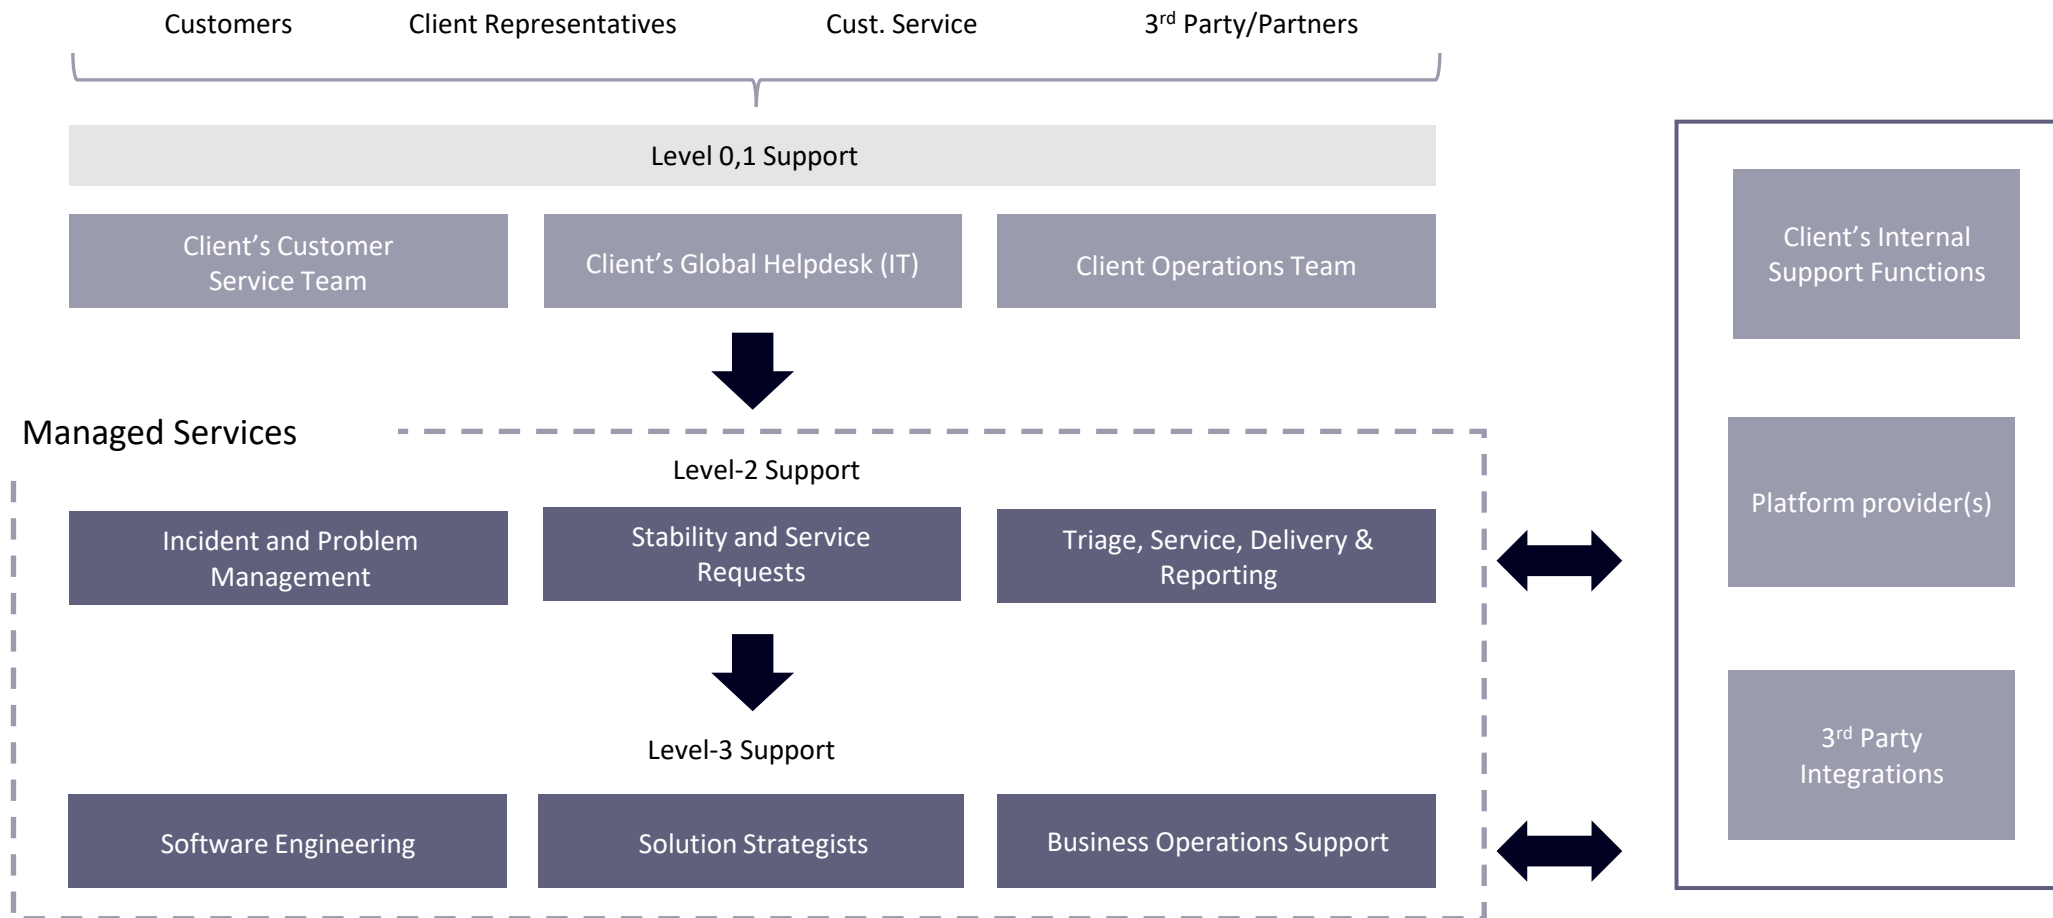 Customers
Client Representatives
Cust. Service
3rd Party/Partners
Level 0,1 Support
Client’s Customer
Service Team
Client’s Global Helpdesk (IT)
Client Operations Team
Managed Services
Level-2 Support
Incident and Problem
Management
Stability and Service
Requests
Triage, Service, Delivery &
Reporting
Level-3 Support
Software Engineering
Solution Strategists
Business Operations Support
Client’s Internal
Support Functions
Platform provider(s)
3rd Party
Integrations